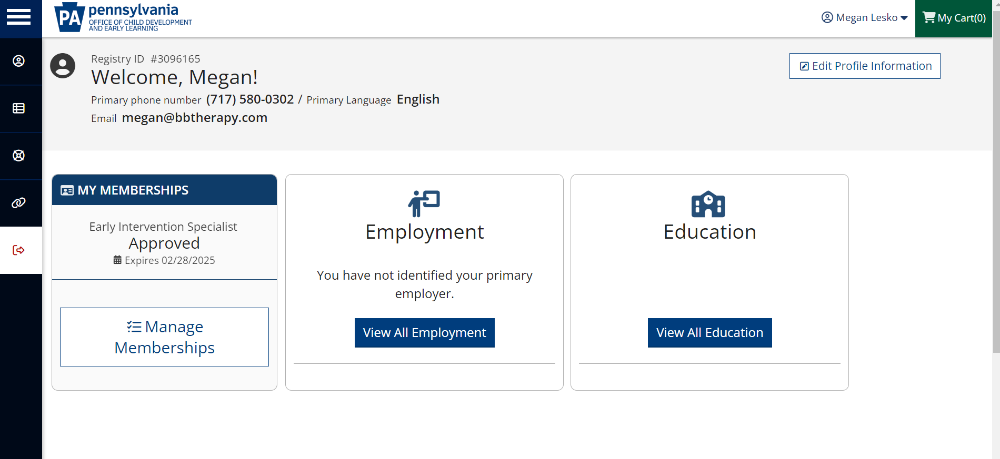 PA pennsylvania
OFFICE OF CHILD DEVELOPMENT
AND EARLY LEARNING
Megan Lesko
My Cart(0)
Registry ID #3096165
Welcome, Megan!
Primary phone number (717) 580-0302 / Primary Language English
Email megan@bbtherapy.com
Edit Profile Information
MY MEMBERSHIPS
Early Intervention Specialist
Approved
Expires 02/28/2025
Manage
Memberships
Employment
You have not identified your primary
employer.
View All Employment
Education
View All Education